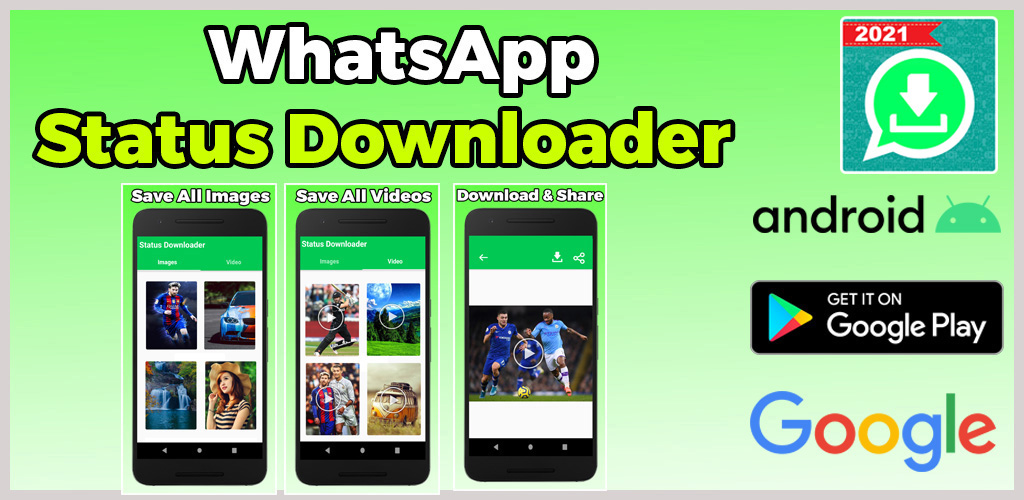 WhatsApp
Status Downloader
2021
Save All Images
Status Downloader
Images Video
Save All Videos
Status Downloader
Images Video
Download & Share
android
GET IT ON
Google Play
Google